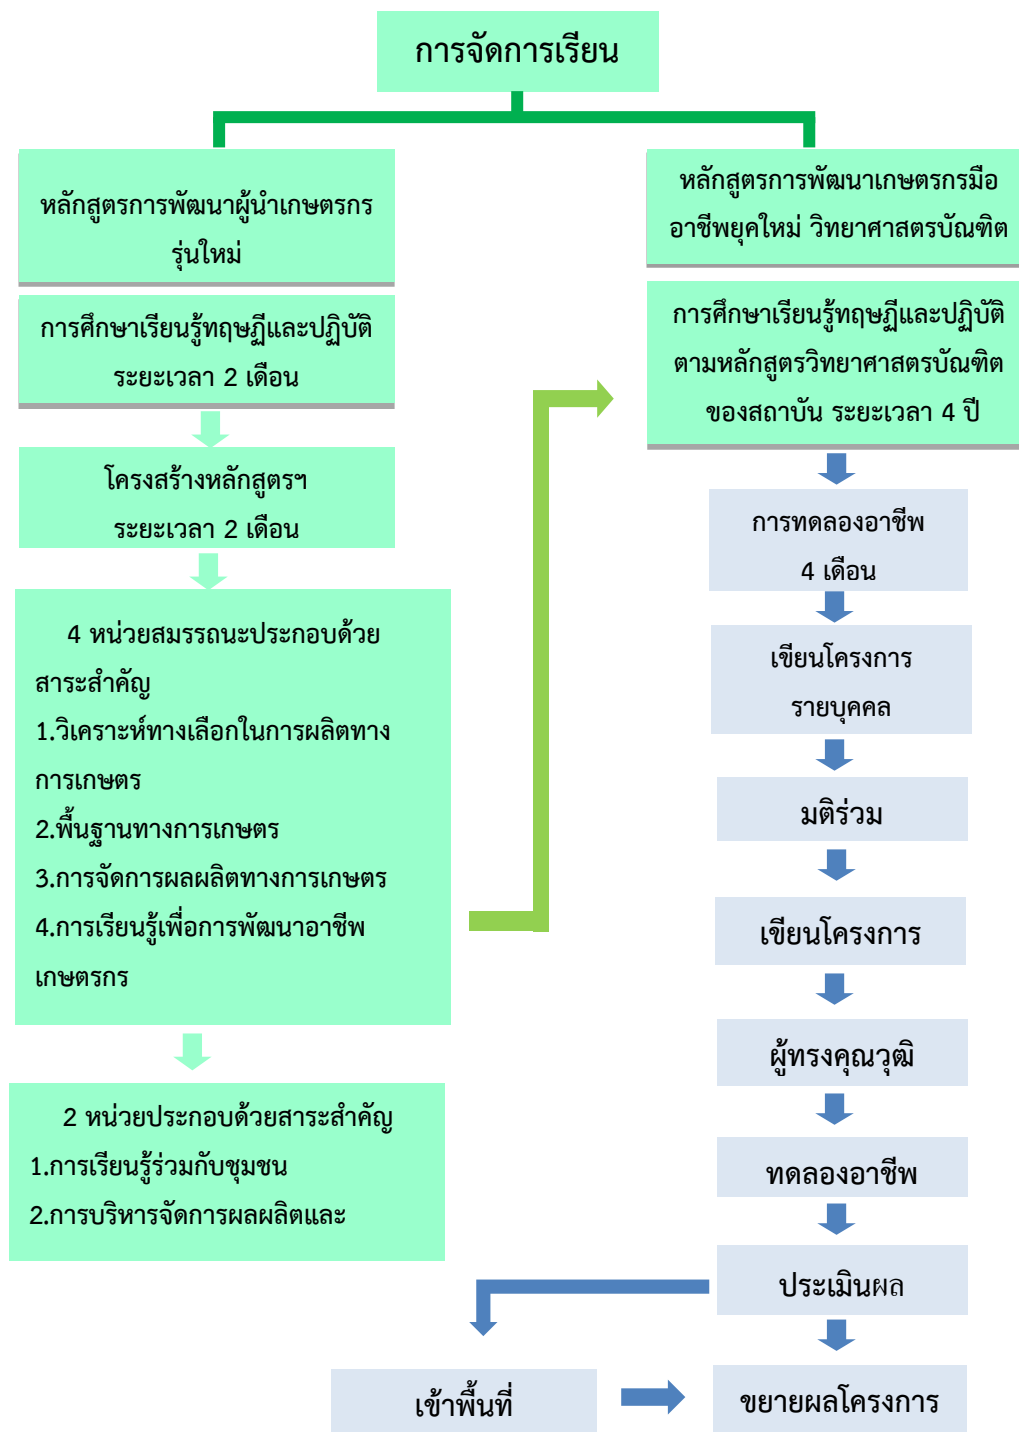 การจัดการเรียน
หลักสูตรการพัฒนาผู้นำเกษตรกร
รุ่นใหม่
การศึกษาเรียนรู้ทฤษฏีและปฏิบัติ
ระยะเวลา 2 เดือน
โครงสร้างหลักสูตรฯ
ระยะเวลา 2 เดือน
4 หน่วยสมรรถนะประกอบด้วย
สาระสำคัญ
1.วิเคราะห์ทางเลือกในการผลิตทาง
การเกษตร
2.พื้นฐานทางการเกษตร
3.การจัดการผลผลิตทางการเกษตร
4.การเรียนรู้เพื่อการพัฒนาอาชีพ
เกษตรกร
2 หน่วยประกอบด้วยสาระสำคัญ
1.การเรียนรู้ร่วมกับชุมชน
2.การบริหารจัดการผลผลิตและ
หลักสูตรการพัฒนาเกษตรกรมือ
อาชีพยุคใหม่ วิทยาศาสตรบัณฑิต
การศึกษาเรียนรู้ทฤษฏีและปฏิบัติ
ตามหลักสูตรวิทยาศาสตรบัณฑิต
ของสถาบัน ระยะเวลา 4 ปี
การทดลองอาชีพ
4 เดือน
เขียนโครงการ
รายบุคคล
มติร่วม
เขียนโครงการ
ผู้ทรงคุณวุฒิ
ทดลองอาชีพ
ประเมินผล
เข้าพื้นที่
ขยายผลโครงการ